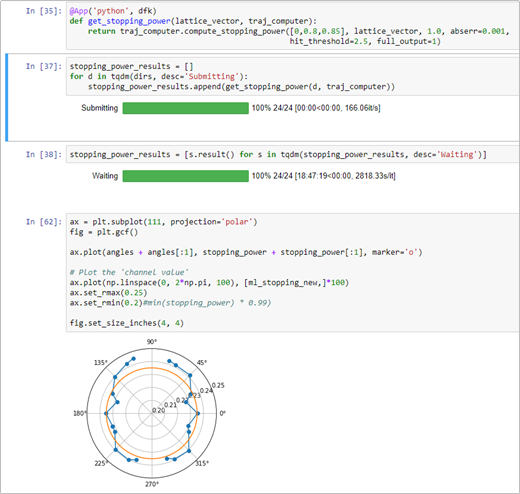 In [35]: @App('python', dfk)
def get_stopping_power(lattice_vector, traj_computer):
return traj_computer.compute_stopping_power([0,0.8,0.85], lattice_vector, 1.0, abserr=0.001,
hit_threshold=2.5, full_output=1)
In [37]: stopping_power_results = []
for d in tqdm(dirs, desc='Submitting'):
stopping_power_results.append(get_stopping_power(d, traj_computer))
Submitting 100% 24/24 [00:00<00:00, 166.06it/s]
In [38]: stopping_power_results = [s.result() for s in tqdm(stopping_power_results, desc='Waiting')]
Waiting 100% 24/24 [18:47:19<00:00, 2818.33s/it]
In [62]: ax = plt.subplot(111, projection='polar')
fig = plt.gcf()
ax.plot(angles + angles[:1], stopping_power + stopping_power[:1], marker='o')
# Plot the 'channel value'
ax.plot(np.linspace(0, 2*np.pi, 100), [ml_stopping_new,]*100)
ax.set_rmax(0.25)
ax.set_rmin(0.2)#min(stopping_power) * 0.99)
fig.set_size_inches(4, 4)
90°
135° 45°
0.25
0.24
0.23
0.22
0.21
0.20
180° 0°
225° 315°
270°